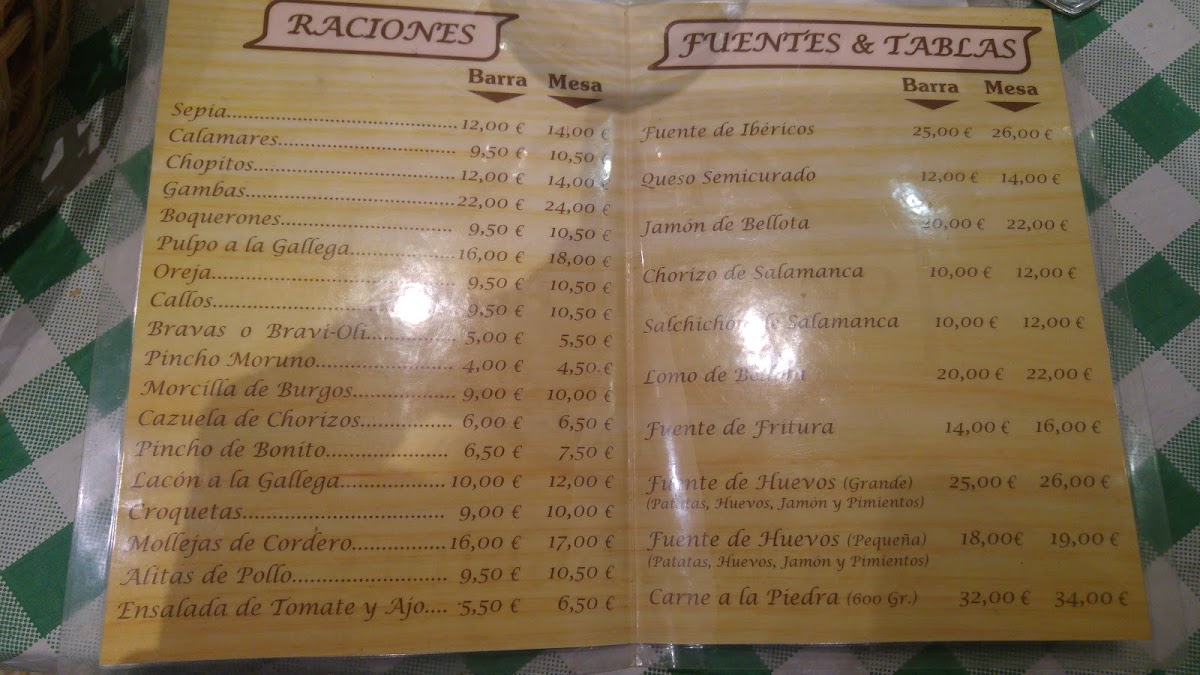 RACIONES
Barra Mesa
Sepia 12,00 € 14,00 €
Calamares 9,50 € 10,50 €
Chopitos 12,00 € 14,00 €
Gambas 22,00 € 24,00 €
Boquerones 9,50 € 10,50 €
Pulpo a la Gallega 16,00 € 18,00 €
Oreja 9,50 € 10,50 €
Callos 9,50 € 10,50 €
Bravas o Bravi-Oli 5,00 € 5,50 €
Pincho Moruno 4,00 € 4,50 €
Morcilla de Burgos 9,00 € 10,00 €
Cazuela de Chorizos 6,00 € 6,50 €
Pincho de Bonito 6,50 € 7,50 €
Lacón a la Gallega 10,00 € 12,00 €
Croquetas 9,00 € 10,00 €
Mollejas de Cordero 16,00 € 17,00 €
Alitas de Pollo 9,50 € 10,50 €
Ensalada de Tomate y Ajo 5,50 € 6,50 €
FUENTES & TABLAS
Barra Mesa
Fuente de Ibéricos 25,00 € 26,00 €
Queso Semicurado 12,00 € 14,00 €
Jamón de Bellota 20,00 € 22,00 €
Chorizo de Salamanca 10,00 € 12,00 €
Salchichón de Salamanca 10,00 € 12,00 €
Lomo de Bellota 20,00 € 22,00 €
Fuente de Fritura 14,00 € 16,00 €
Fuente de Huevos (Grande) 25,00 € 26,00 €
(Patatas, Huevos, Jamón y Pimientos)
Fuente de Huevos (Pequeña) 18,00€ 19,00 €
(Patatas, Huevos, Jamón y Pimientos)
Carne a la Piedra (600 Gr.) 32,00 € 34,00 €